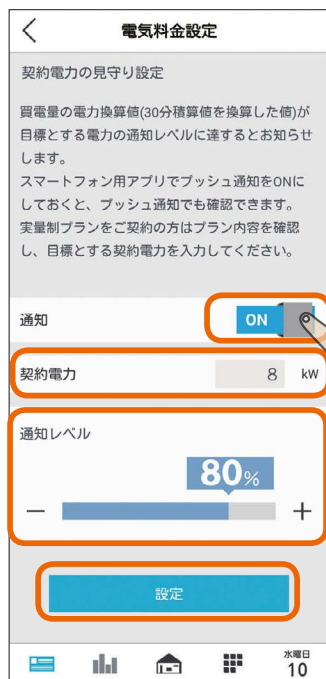 電気料金設定
契約電力の見守り設定
買電量の電力換算値(30分積算値を換算した値)が
目標とする電力の通知レベルに達するとお知らせ
します。
スマートフォン用アプリでプッシュ通知をONに
しておくと、プッシュ通知でも確認できます。
実量制プランをご契約の方はプラン内容を確認
し、目標とする契約電力を入力してください。
通知 ON
契約電力 8 kW
通知レベル
80%
設定
水曜日
10